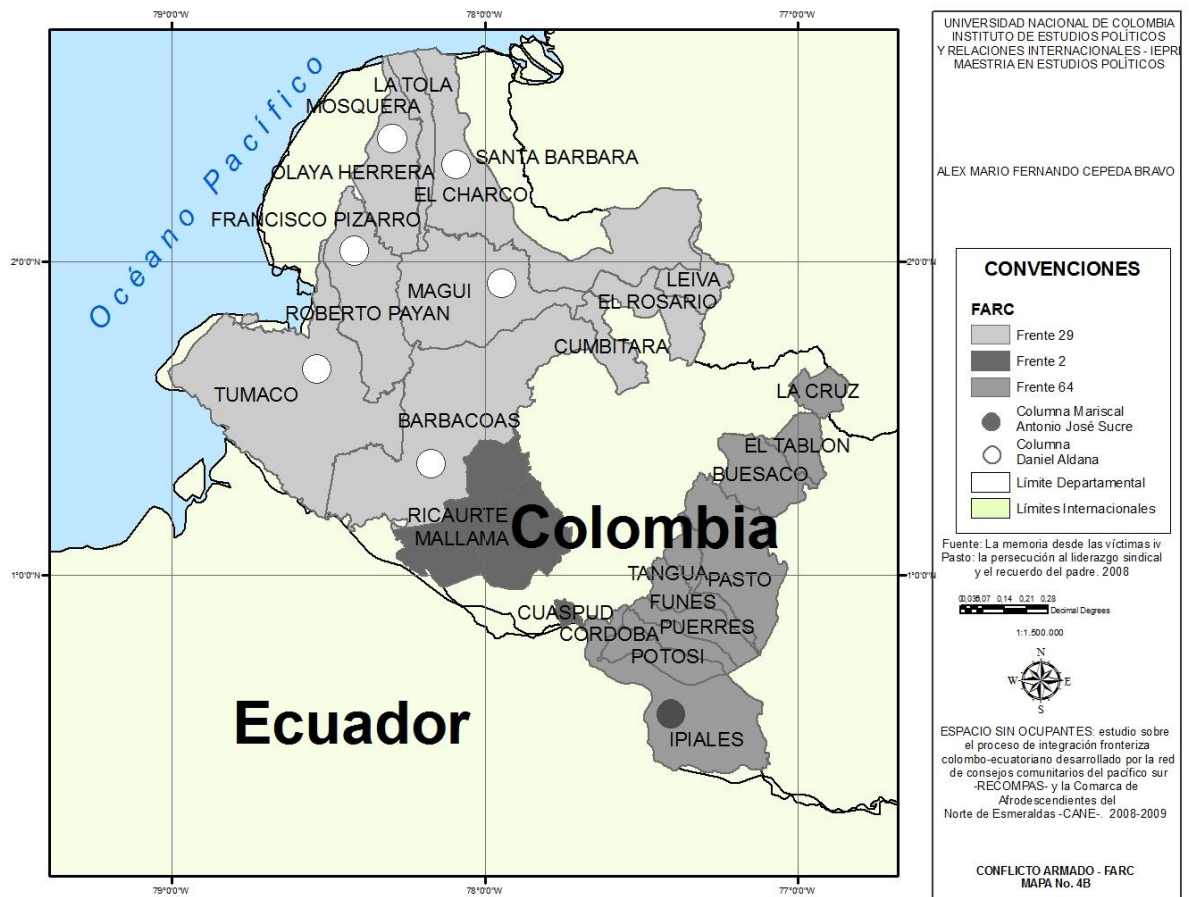 79°0'0"W
78°0'0"W
77°0'0"W
Océano Pacífico
LA TOLA
MOSQUERA
SANTA BARBARA
OLAYA HERRERA
EL CHARCO
FRANCISCO PIZARRO
2°0'0"N
2°0'0"N
LEIVA
MAGUI
EL ROSARIO
ROBERTO PAYAN
CUMBITARA
TUMACO
LA CRUZ
BARBACOAS
EL TABLON
BUESACO
RICAURTE
Colombia
MALLAMA
1°0'0"N
1°0'0"N
TANGUA
PASTO
FUNES
CUASPUD
PUERRES
CORDOBA
POTOSI
Ecuador
IPIALES
79°0'0"W
78°0'0"W
77°0'0"W
UNIVERSIDAD NACIONAL DE COLOMBIA
INSTITUTO DE ESTUDIOS POLÍTICOS
Y RELACIONES INTERNACIONALES - IEPRI
MAESTRIA EN ESTUDIOS POLÍTICOS
ALEX MARIO FERNANDO CEPEDA BRAVO
CONVENCIONES
FARC
Frente 29
Frente 2
Frente 64
Columna Mariscal
Antonio José Sucre
Columna
Daniel Aldana
Límite Departamental
Límites Internacionales
Fuente: La memoria desde las víctimas iv
Pasto: la persecución al liderazgo sindical
y el recuerdo del padre. 2008
0,14 0,21 0,28
Decimal Degrees
1:1.500.000
N
W E
S
ESPACIO SIN OCUPANTES: estudio sobre
el proceso de integración fronteriza
colombo-ecuatoriano desarrollado por la red
de consejos comunitarios del pacífico sur
-RECOMPAS- y la Comarca de
Afrodescendientes del
Norte de Esmeraldas -CANE-. 2008-2009
CONFLICTO ARMADO - FARC
MAPA No. 4B